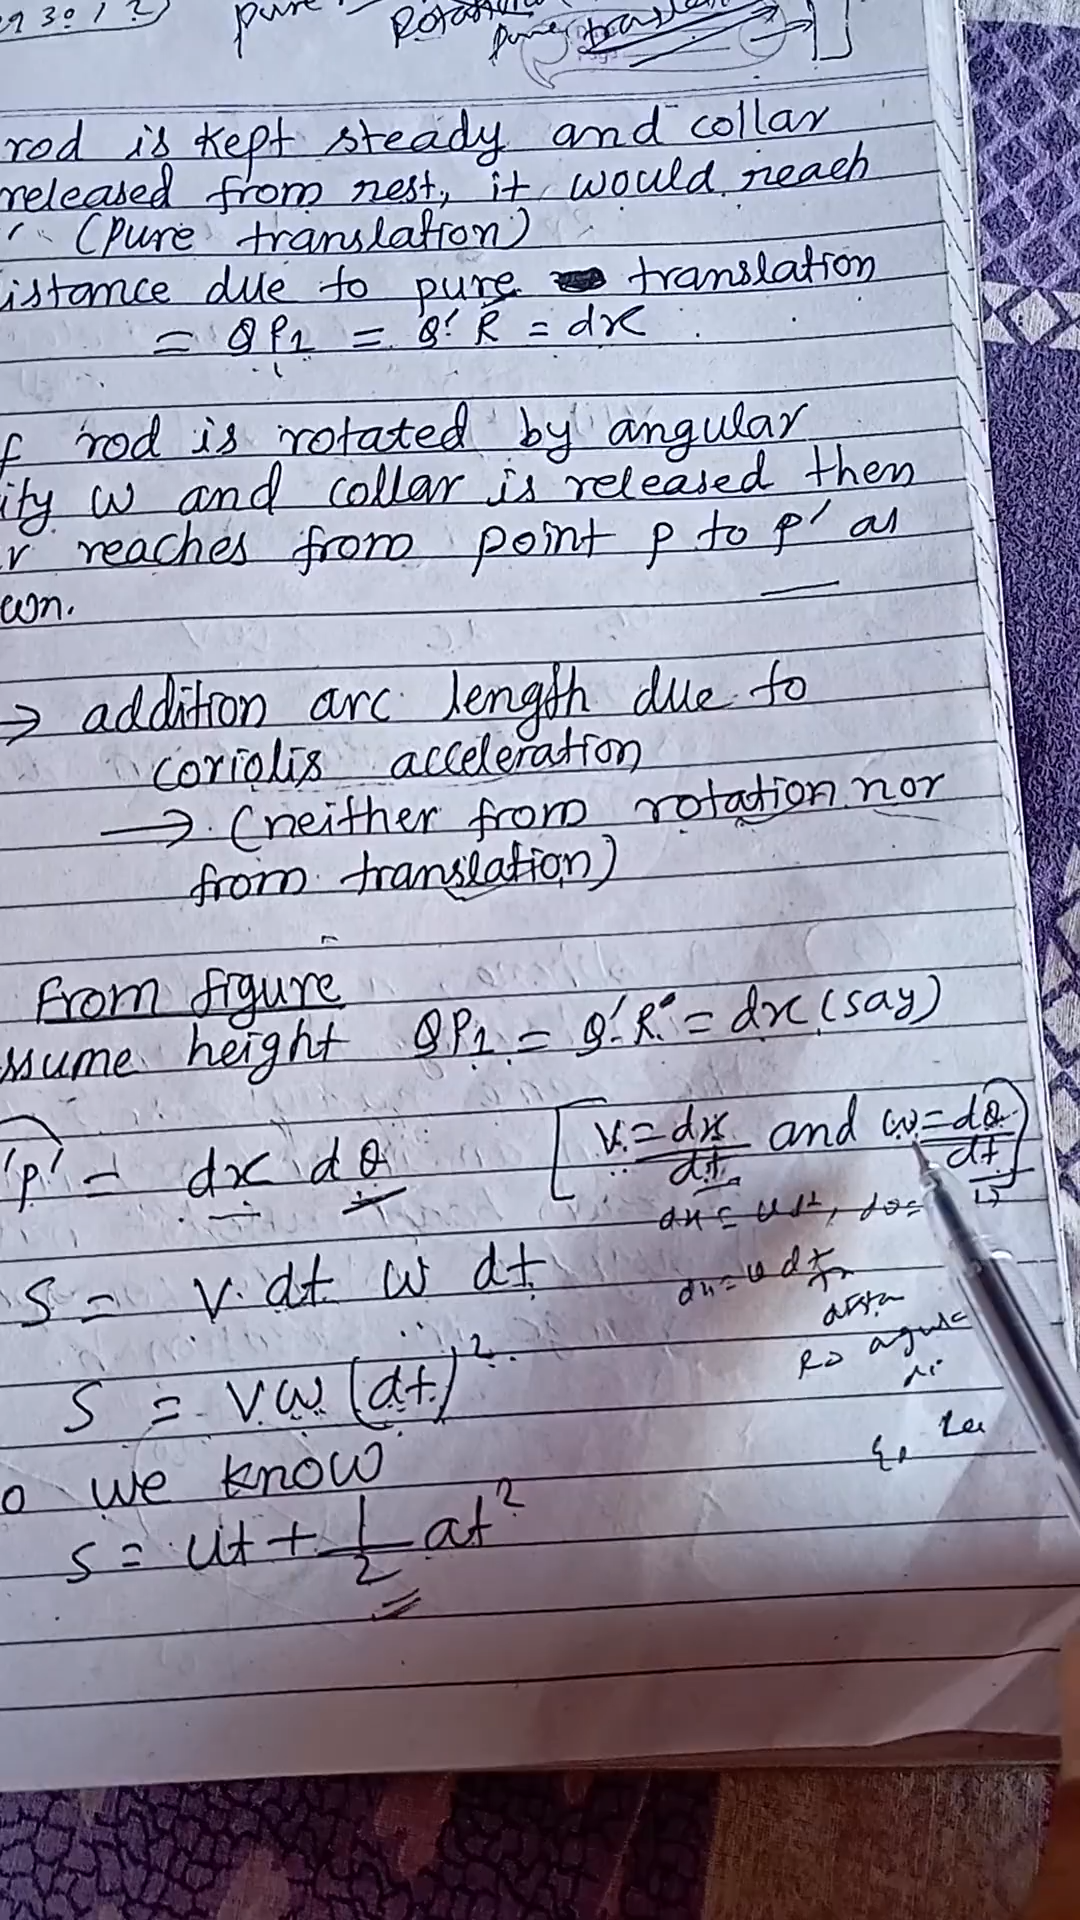 pure
Rotation
pure translation
rod is kept steady and collar
released from rest, it would reach
(pure translation)
istance due to pure translation
= QP1 = Q'R = dx
f rod is rotated by angular
ity ω and collar is released then
r reaches from point p to p' as
wn.
→ addition arc length due to
coriolis acceleration
→ (neither from rotation nor
from translation)
From figure
ssume height QP1 = Q'R = dx (say)
'p' = dx dθ [v = dx/dt and ω = dθ/dt]
S = v. dt ω dt
dx = v dt
S = vω (dt)²
o we know
S = ut + 1/2 at²